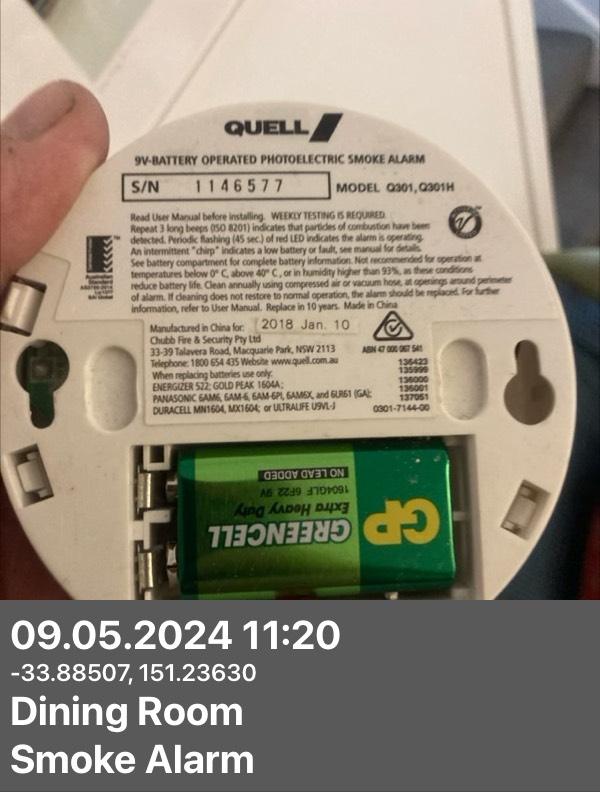 QUELL
9V-BATTERY OPERATED PHOTOELECTRIC SMOKE ALARM
S/N 1146577 MODEL Q301,Q301H
Read User Manual before installing. WEEKLY TESTING IS REQUIRED.
Repeat 3 long beeps (ISO 8201) indicates that particles of combustion have been
detected. Periodic flashing (45 sec.) of red LED indicates the alarm is operating.
An intermittent "chirp" indicates a low battery or fault, see manual for details.
See battery compartment for complete battery information. Not recommended for operation at
temperatures below 0° C, above 40° C, or in humidity higher than 93%, as these conditions
reduce battery life. Clean annually using compressed air or vacuum hose, at openings around perimeter
of alarm. If cleaning does not restore to normal operation, the alarm should be replaced. For further
information, refer to User Manual. Replace in 10 years. Made in China
Australian
Standard
Manufactured in China for: 2018 Jan. 10
Chubb Fire & Security Pty Ltd
33-39 Talavera Road, Macquarie Park, NSW 2113
Telephone: 1800 654 435 Website www.quell.com.au
When replacing batteries use only:
ENERGIZER 522; GOLD PEAK 1604A;
PANASONIC 6AM6, 6AM-6, 6AM-6PI, 6AM6X, and 6LR61 (GA);
DURACELL MN1604, MX1604; or ULTRALIFE U9VL-J
ABN 47 000 067 541
136423
135999
136000
136001
137051
0301-7144-00
GP
GREENCELL
Extra Heavy Duty
1604GLF 6F22 9V
NO LEAD ADDED
09.05.2024 11:20
-33.88507, 151.23630
Dining Room
Smoke Alarm